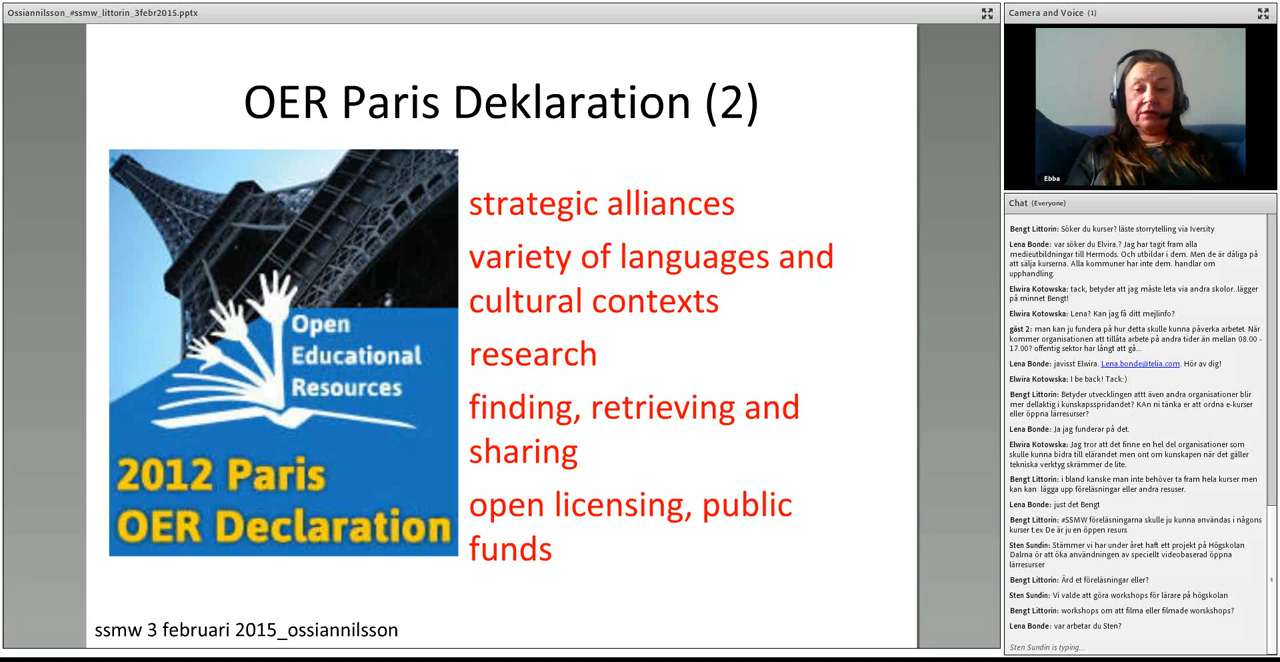 Ossiannilsson_#ssmw_littorin_3febr2015.pptx
OER Paris Deklaration (2)
Open
Educational
Resources
2012 Paris
OER Declaration
strategic alliances
variety of languages and
cultural contexts
research
finding, retrieving and
sharing
open licensing, public
funds
ssmw 3 februari 2015_ossiannilsson
Camera and Voice (1)
Ebba
Chat (Everyone)
Bengt Littorin: Söker du kurser? läste storrytelling via Iversity
Lena Bonde: var söker du Elvira.? Jag har tagit fram alla
medieutbildningar till Hermods. Och utbildar i dem. Men de är dåliga på
att sälja kurserna. Alla kommuner har inte dem. handlar om
upphandling.
Elwira Kotowska: tack, betyder att jag måste leta via andra skolor..lägger
på minnet Bengt!
Elwira Kotowska: Lena? Kan jag få ditt mejlinfo?
gäst 2: man kan ju fundera på hur detta skulle kunna påverka arbetet. När
kommer organisationen att tillåta arbete på andra tider än mellan 08.00 -
17.00? offentlig sektor har långt att gå...
Lena Bonde: javisst Elwira. Lena.bonde@telia.com. Hör av dig!
Elwira Kotowska: I be back! Tack:)
Bengt Littorin: Betyder utvecklingen attt även andra organisationer blir
mer dellaktig i kunskapsspridandet? KAn ni tänka er att ordna e-kurser
eller öppna lärresurser?
Lena Bonde: Ja jag funderar på det.
Elwira Kotowska: Jag tror att det finne en hel del organisationer som
skulle kunna bidra till elärandet men ont om kunskapen när det gäller
tekniska verktyg skrämmer de lite.
Bengt Littorin: i bland kanske man inte behöver ta fram hela kurser men
kan kan lägga upp föreläsningar eller andra resuser.
Lena Bonde: just det Bengt
Bengt Littorin: #SSMW föreläsningarna skulle ju kunna användas i någons
kurser t.ex De är ju en öppen resurs
Sten Sundin: Stämmer vi har under året haft ett projekt på Högskolan
Dalrna ör att öka användningen av speciellt videobaserad öppna
lärresurser
Bengt Littorin: Ärd et föreläsningar eller?
Sten Sundin: Vi valde att göra workshops för lärare på högskolan
Bengt Littorin: workshops om att filma eller filmade worskshops?
Lena Bonde: var arbetar du Sten?
Sten Sundin is typing...